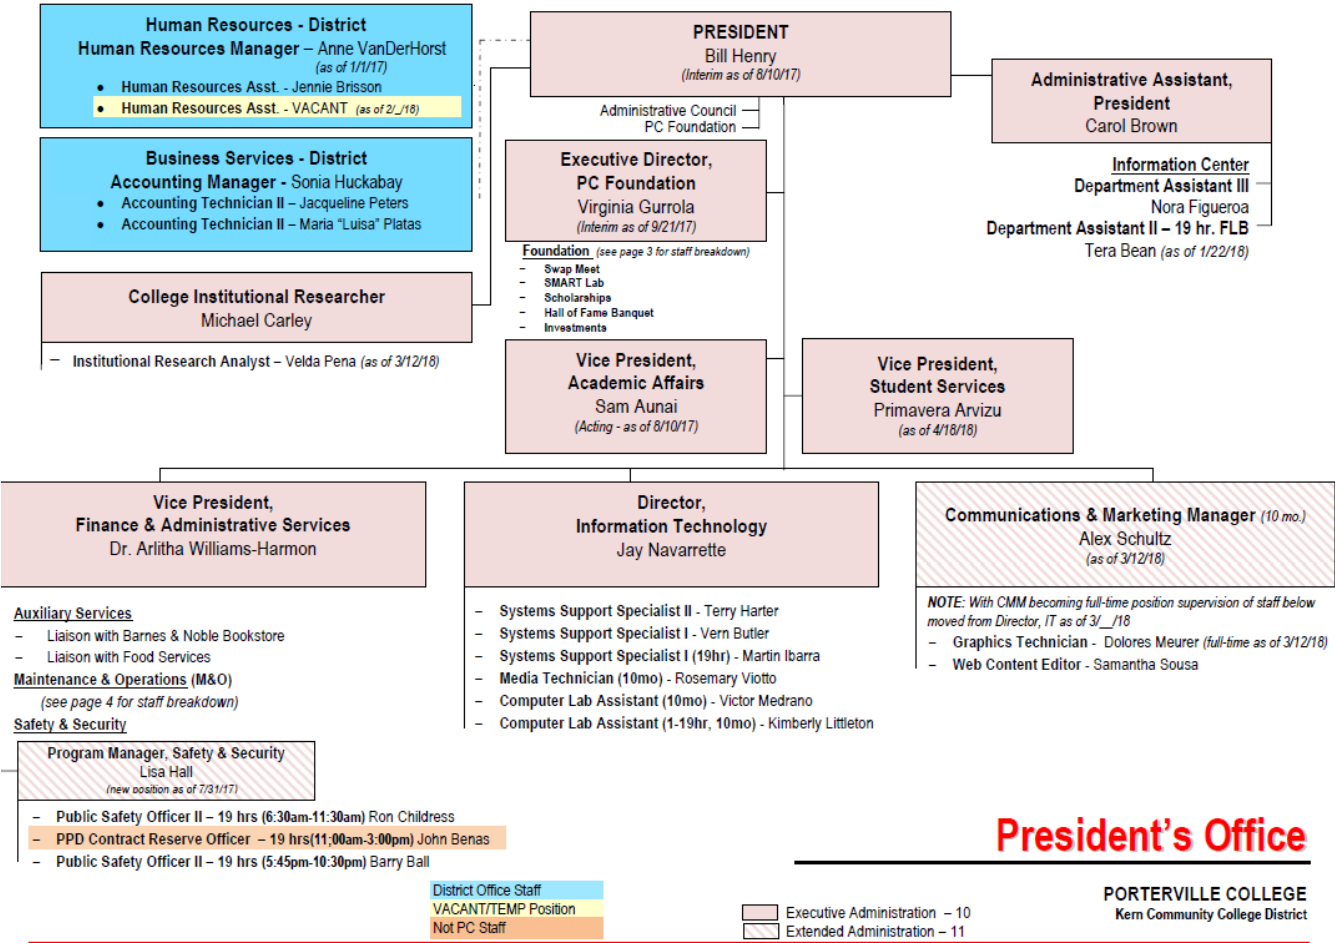 Human Resources - District
Human Resources Manager – Anne VanDerHorst
(as of 1/1/17)
• Human Resources Asst. - Jennie Brisson
• Human Resources Asst. - VACANT (as of 2/_/18)
Business Services - District
Accounting Manager - Sonia Huckabay
• Accounting Technician II – Jacqueline Peters
• Accounting Technician II – Maria “Luisa” Platas
College Institutional Researcher
Michael Carley
– Institutional Research Analyst – Velda Pena (as of 3/12/18)
PRESIDENT
Bill Henry
(Interim as of 8/10/17)
Administrative Council
PC Foundation
Executive Director,
PC Foundation
Virginia Gurrola
(Interim as of 9/21/17)
Foundation (see page 3 for staff breakdown)
– Swap Meet
– SMART Lab
– Scholarships
– Hall of Fame Banquet
– Investments
Administrative Assistant,
President
Carol Brown
Information Center
Department Assistant III
Nora Figueroa
Department Assistant II – 19 hr. FLB
Tera Bean (as of 1/22/18)
Vice President,
Academic Affairs
Sam Aunai
(Acting - as of 8/10/17)
Vice President,
Student Services
Primavera Arvizu
(as of 4/18/18)
Vice President,
Finance & Administrative Services
Dr. Arlitha Williams-Harmon
Auxiliary Services
– Liaison with Barnes & Noble Bookstore
– Liaison with Food Services
Maintenance & Operations (M&O)
(see page 4 for staff breakdown)
Safety & Security
Program Manager, Safety & Security
Lisa Hall
(new position as of 7/31/17)
– Public Safety Officer II – 19 hrs (6:30am-11:30am) Ron Childress
– PPD Contract Reserve Officer – 19 hrs(11;00am-3:00pm) John Benas
– Public Safety Officer II – 19 hrs (5:45pm-10:30pm) Barry Ball
Director,
Information Technology
Jay Navarrette
– Systems Support Specialist II - Terry Harter
– Systems Support Specialist I - Vern Butler
– Systems Support Specialist I (19hr) - Martin Ibarra
– Media Technician (10mo) - Rosemary Viotto
– Computer Lab Assistant (10mo) - Victor Medrano
– Computer Lab Assistant (1-19hr, 10mo) - Kimberly Littleton
Communications & Marketing Manager (10 mo.)
Alex Schultz
(as of 3/12/18)
NOTE: With CMM becoming full-time position supervision of staff below
moved from Director, IT as of 3/__/18
– Graphics Technician - Dolores Meurer (full-time as of 3/12/18)
– Web Content Editor - Samantha Sousa
President's Office
PORTERVILLE COLLEGE
Kern Community College District
District Office Staff
VACANT/TEMP Position
Not PC Staff
Executive Administration – 10
Extended Administration – 11